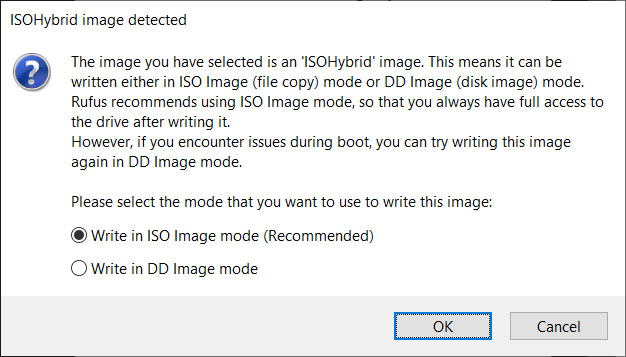 ISOHybrid image detected
The image you have selected is an 'ISOHybrid' image. This means it can be
written either in ISO Image (file copy) mode or DD Image (disk image) mode.
Rufus recommends using ISO Image mode, so that you always have full access to
the drive after writing it.
However, if you encounter issues during boot, you can try writing this image
again in DD Image mode.
Please select the mode that you want to use to write this image:
Write in ISO Image mode (Recommended)
Write in DD Image mode
OK
Cancel